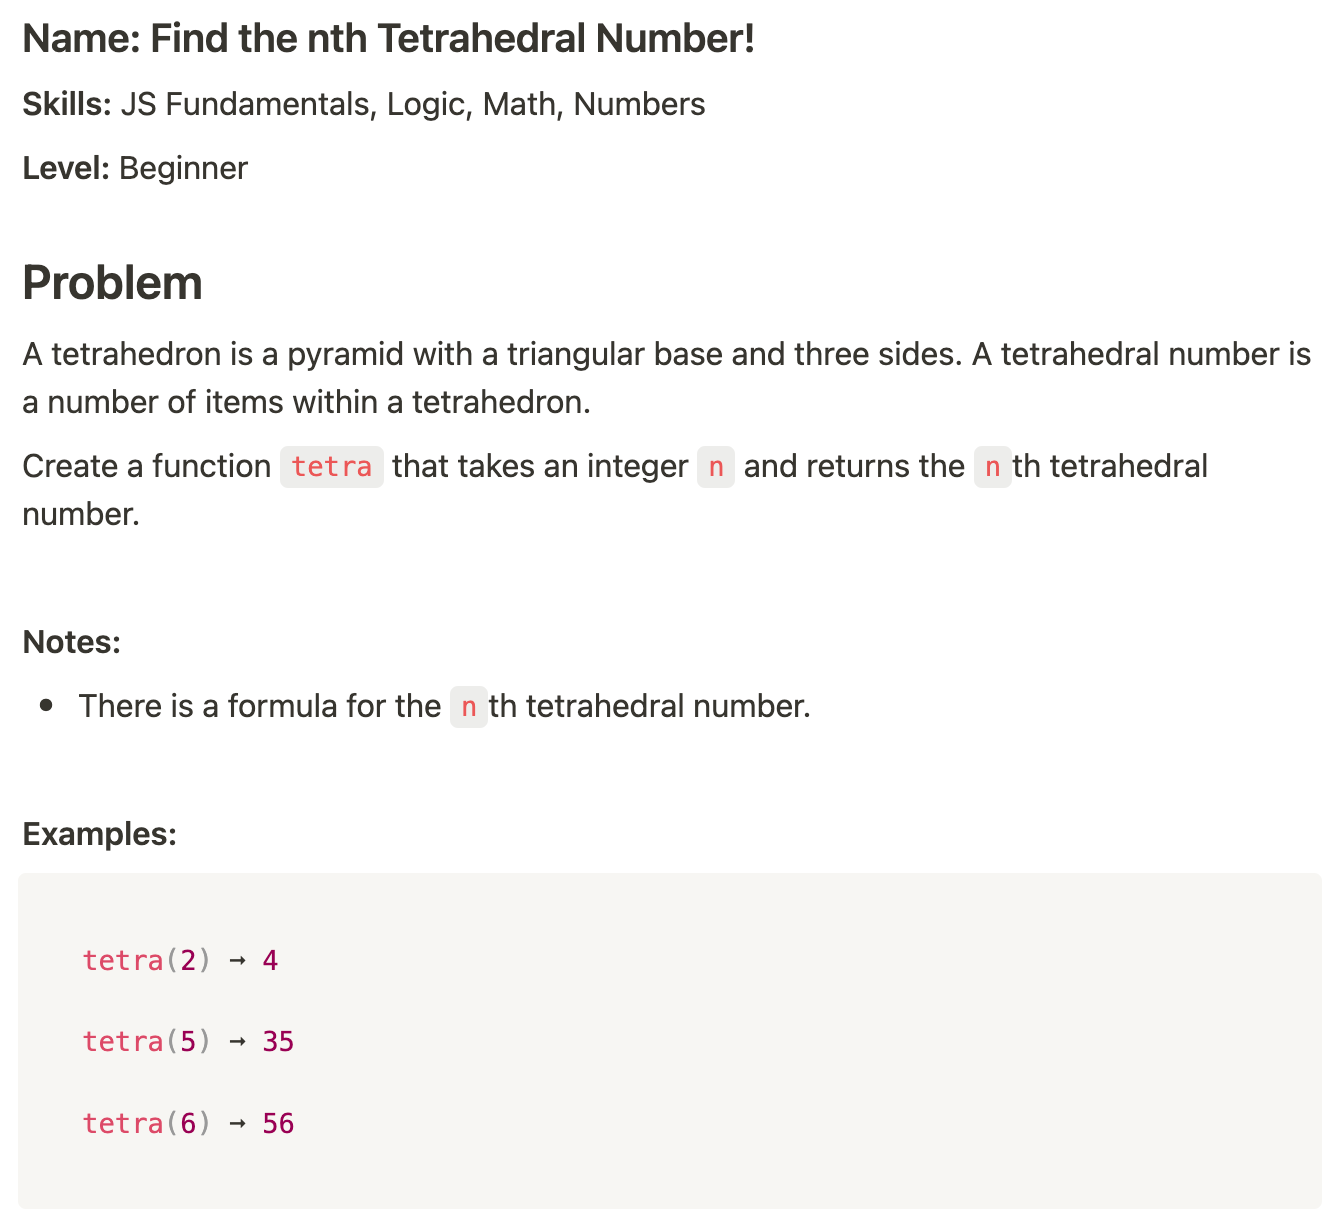 Name: Find the nth Tetrahedral Number!
Skills: JS Fundamentals, Logic, Math, Numbers
Level: Beginner
Problem
A tetrahedron is a pyramid with a triangular base and three sides. A tetrahedral number is
a number of items within a tetrahedron.
Create a function tetra that takes an integer n and returns the n th tetrahedral
number.
Notes:
• There is a formula for the n th tetrahedral number.
Examples:
tetra(2) → 4
tetra(5) → 35
tetra(6) → 56